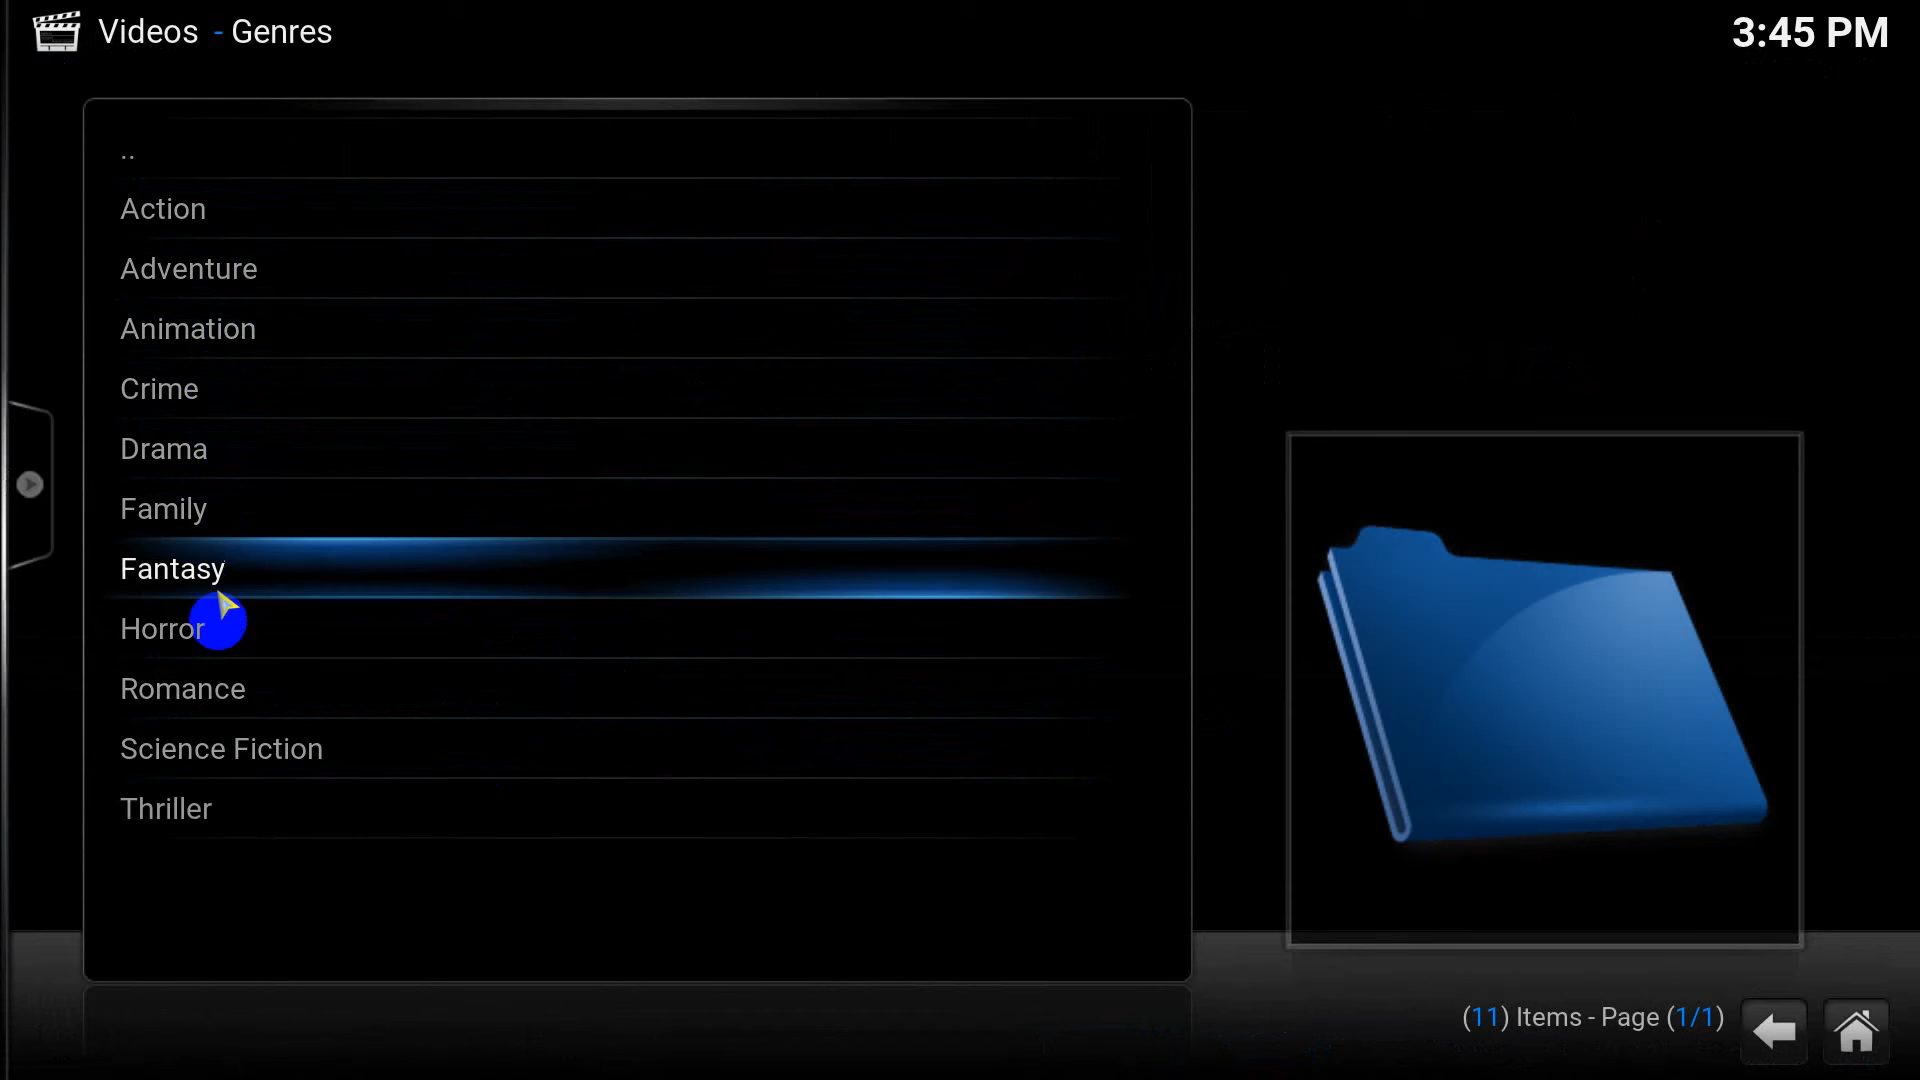 Videos - Genres
3:45 PM
..
Action
Adventure
Animation
Crime
Drama
Family
Fantasy
Horror
Romance
Science Fiction
Thriller
(11) Items - Page (1/1)